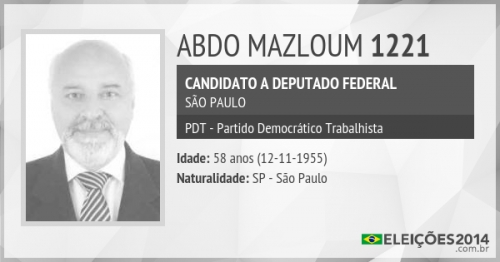 ABDO MAZLOUM 1221
CANDIDATO A DEPUTADO FEDERAL
SÃO PAULO
PDT - Partido Democrático Trabalhista
Idade: 58 anos (12-11-1955)
Naturalidade: SP - São Paulo
ELEIÇÕES2014
.com.br